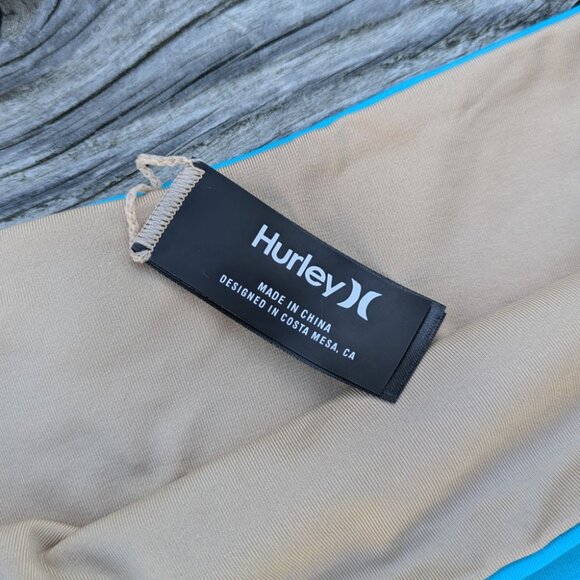 Hurley
MADE IN CHINA
DESIGNED IN COSTA MESA, CA